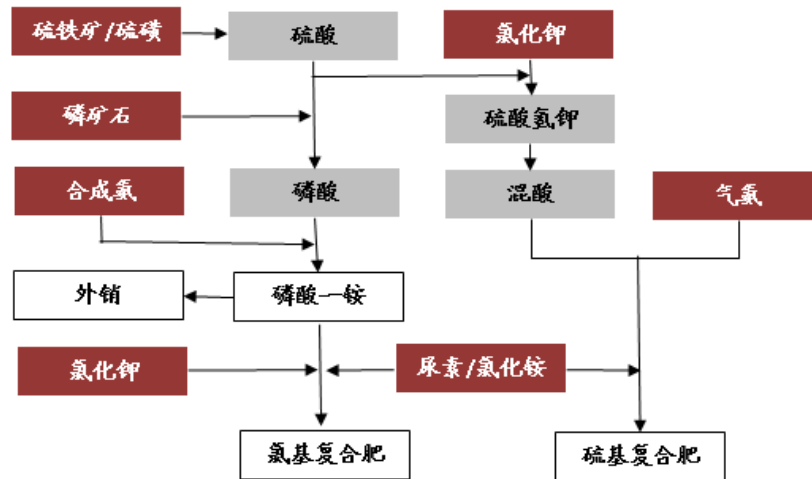 硫铁矿/硫磺
硫酸
氯化钾
磷矿石
硫酸氢钾
合成氨
磷酸
混酸
气氨
外销
磷酸一铵
氯化钾
尿素/氯化铵
氯基复合肥
硫基复合肥